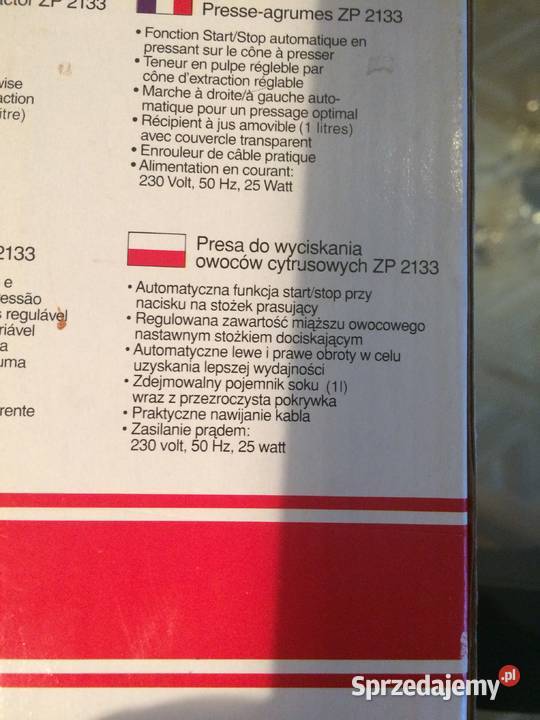 ctor ZP 2133
wise
action
itre)
Presse-agrumes ZP 2133
• Fonction Start/Stop automatique en
pressant sur le cône à presser
• Teneur en pulpe régleble par
cône d'extraction réglable
• Marche à droite/à gauche auto-
matique pour un pressage optimal
• Récipient à jus amovible (1 litres)
avec couvercle transparent
• Enrouleur de câble pratique
• Alimentation en courant:
230 Volt, 50 Hz, 25 Watt
2133
e
essão
s regulável
riável
a
uma
rente
Presa do wyciskania
owoców cytrusowych ZP 2133
• Automatyczna funkcja start/stop przy
nacisku na stożek prasujący
• Regulowana zawartość miąższu owocowego
nastawnym stożkiem dociskającym
• Automatyczne lewe i prawe obroty w celu
uzyskania lepszej wydajności
• Zdejmowalny pojemnik soku (1l)
wraz z przezroczysta pokrywka
• Praktyczne nawijanie kabla
• Zasilanie prądem:
230 volt, 50 Hz, 25 watt
Sprzedajemy.pl